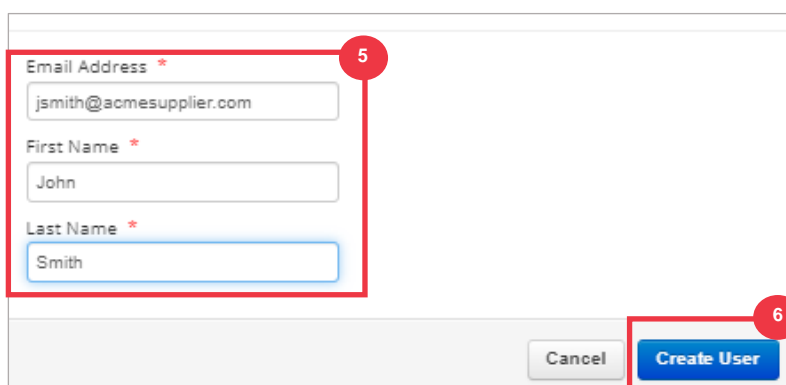 5
Email Address *
jsmith@acmesupplier.com
First Name *
John
Last Name *
Smith
6
Cancel Create User